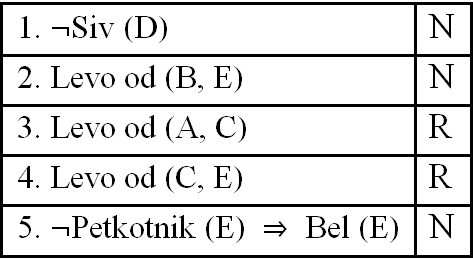 1. ¬Siv (D) N
2. Levo od (B, E) N
3. Levo od (A, C) R
4. Levo od (C, E) R
5. ¬Petkotnik (E) ⇒ Bel (E) N